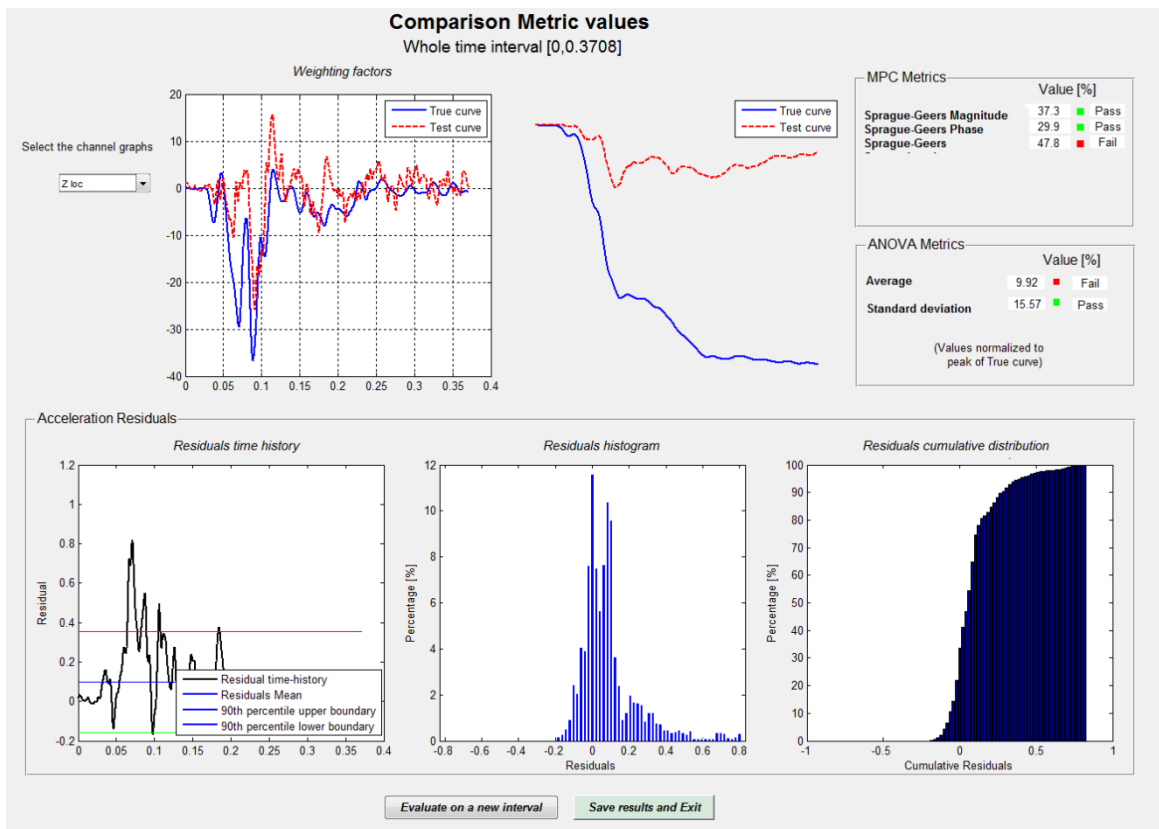 Comparison Metric values
Whole time interval [0,0.3708]
Select the channel graphs
Z loc
Weighting factors
True curve
Test curve
20
10
0
-10
-20
-30
-40
0 0.05 0.1 0.15 0.2 0.25 0.3 0.35 0.4
True curve
Test curve
MPC Metrics
Value [%]
Sprague-Geers Magnitude 37.3 Pass
Sprague-Geers Phase 29.9 Pass
Sprague-Geers 47.8 Fail
ANOVA Metrics
Value [%]
Average 9.92 Fail
Standard deviation 15.57 Pass
(Values normalized to
peak of True curve)
Acceleration Residuals
Residuals time history
1.2
1
0.8
0.6
0.4
0.2
0
-0.2
Residual
0 0.05 0.1 0.15 0.2 0.25 0.3 0.35 0.4
Residual time-history
Residuals Mean
90th percentile upper boundary
90th percentile lower boundary
Residuals histogram
12
10
8
6
4
2
0
Percentage [%]
-0.8 -0.6 -0.4 -0.2 0 0.2 0.4 0.6 0.8
Residuals
Residuals cumulative distribution
100
90
80
70
60
50
40
30
20
10
0
Percentage [%]
-1 -0.5 0 0.5 1
Cumulative Residuals
Evaluate on a new interval
Save results and Exit